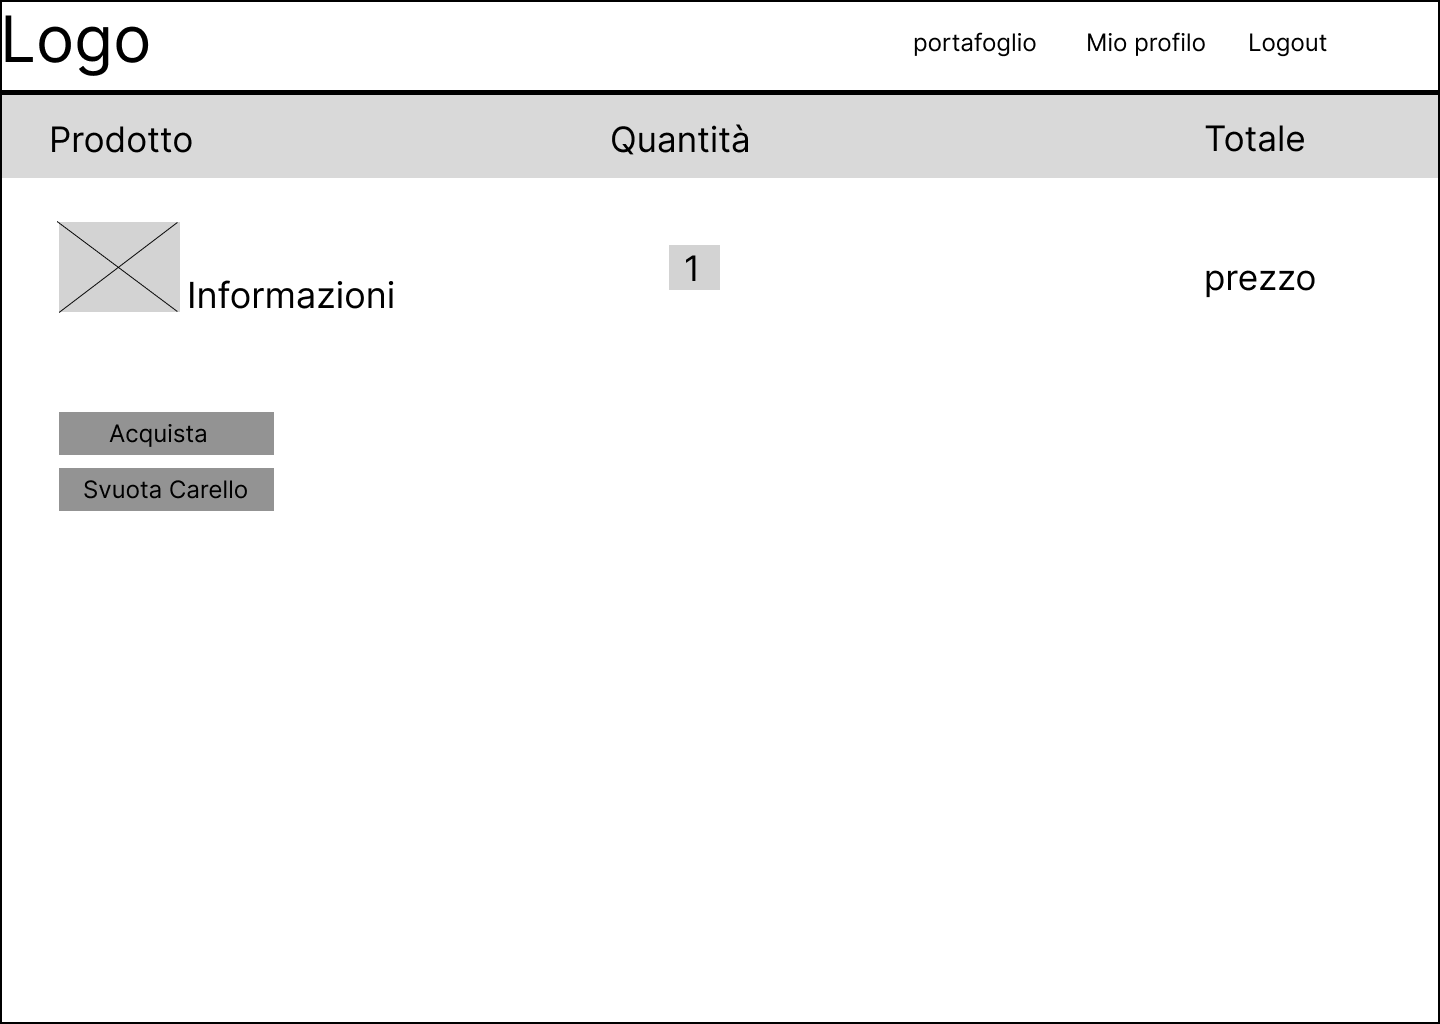 Logo
portafoglio Mio profilo Logout
Prodotto Quantità Totale
Informazioni 1 prezzo
Acquista
Svuota Carello